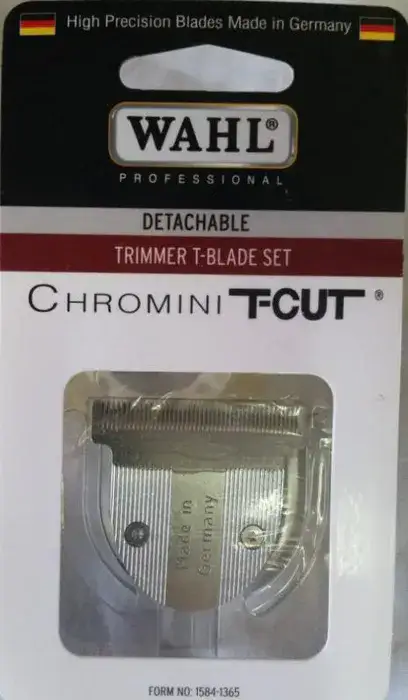 High Precision Blades Made in Germany
WAHL®
PROFESSIONAL
DETACHABLE
TRIMMER T-BLADE SET
CHROMINI T-CUT®
Made in
Germany
FORM NO: 1584-1365